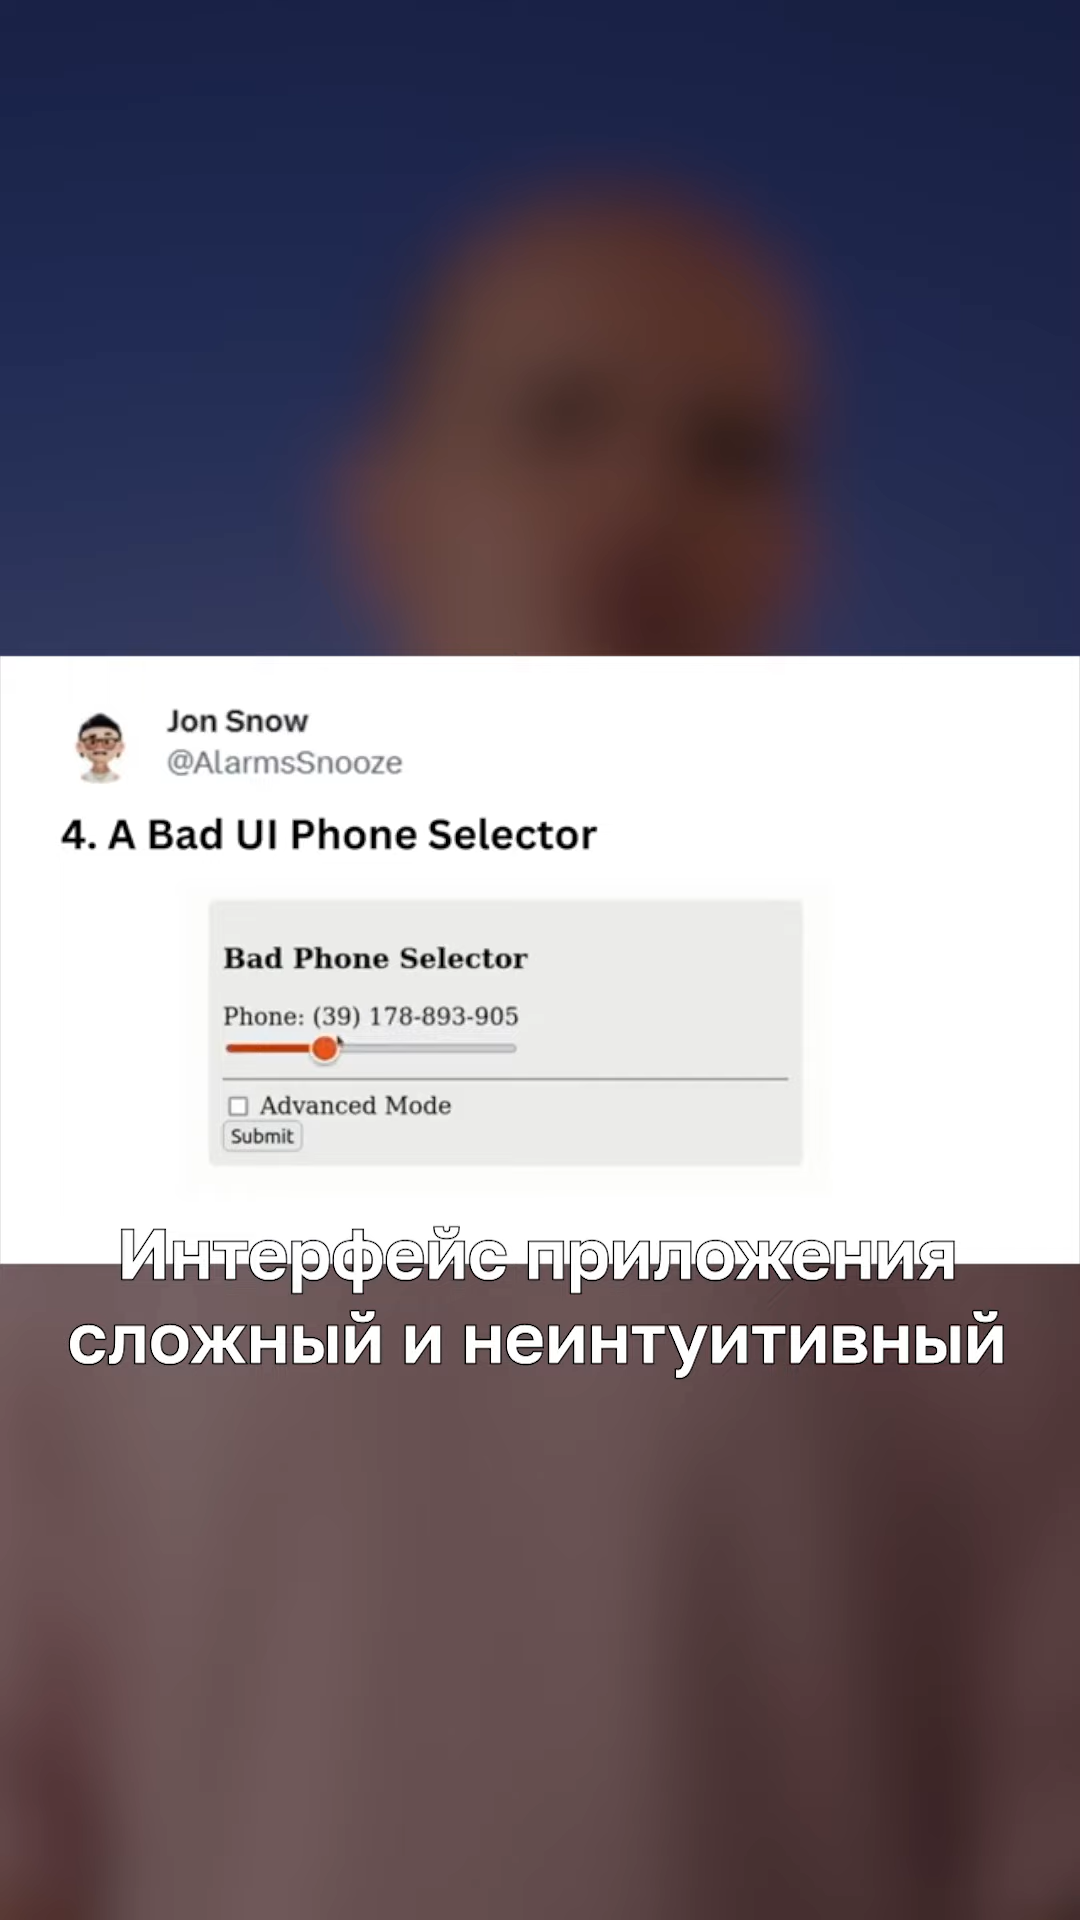 Jon Snow
@AlarmsSnooze
4. A Bad UI Phone Selector
Bad Phone Selector
Phone: (39) 178-893-905
Advanced Mode
Submit
Интерфейс приложения
сложный и неинтуитивный